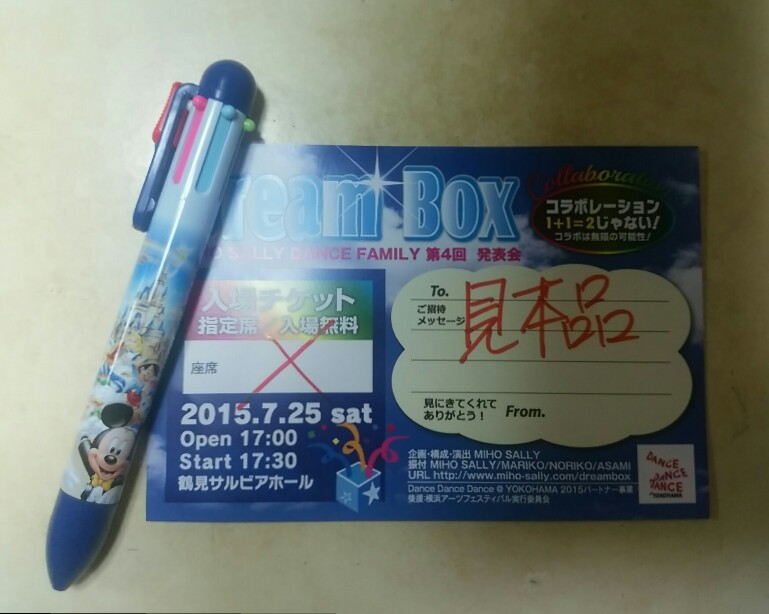 Dream Box
Collaboration
コラボレーション
1+1=2じゃない!
コラボは無限の可能性!
SALLY DANCE FAMILY 第4回 発表会
入場チケット
指定席 入場無料
座席
To.
ご招待
メッセージ
見本品
見にきてくれて
ありがとう!
From.
2015.7.25 sat
Open 17:00
Start 17:30
鶴見サルビアホール
企画・構成・演出 MIHO SALLY
振付 MIHO SALLY/MARIKO/NORIKO/ASAMI
URL http://www.miho-sally.com/dreambox
Dance Dance Dance @ YOKOHAMA 2015パートナー事業
後援:横浜アーツフェスティバル実行委員会
DANCE
DANCE
DANCE
@YOKOHAMA